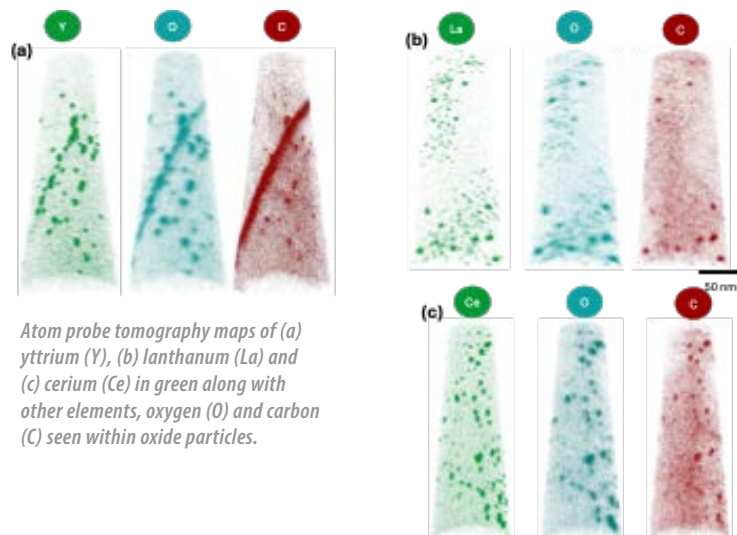 Y O C
(a)
(b)
La O C
50 nm
(c)
Ce O C
Atom probe tomography maps of (a)
yttrium (Y), (b) lanthanum (La) and
(c) cerium (Ce) in green along with
other elements, oxygen (O) and carbon
(C) seen within oxide particles.